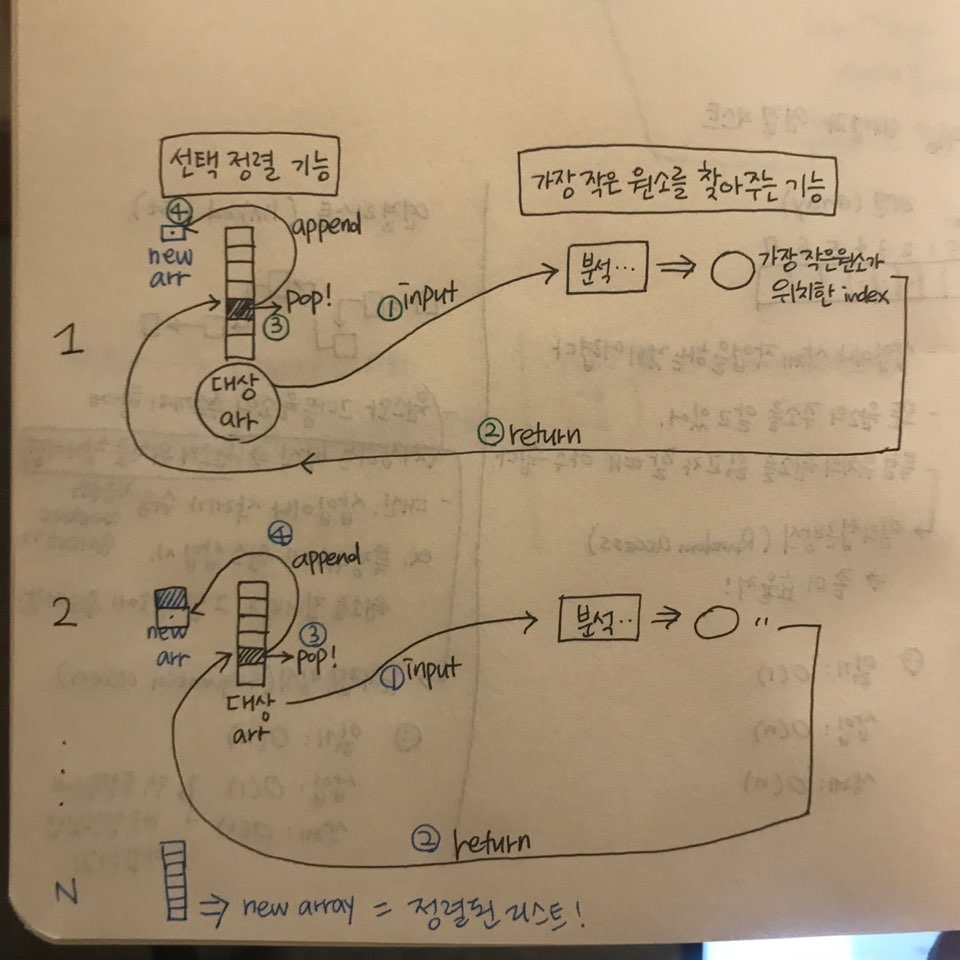 선택 정렬 기능
가장 작은 원소를 찾아주는 기능
④
append
new
arr
pop!
③
① input
분석...
가장 작은원소가
위치한 index
1
대상
arr
② return
④
append
2
new
arr
③
pop!
① input
분석..
"
대상
arr
② return
N
new array = 정렬된 리스트!